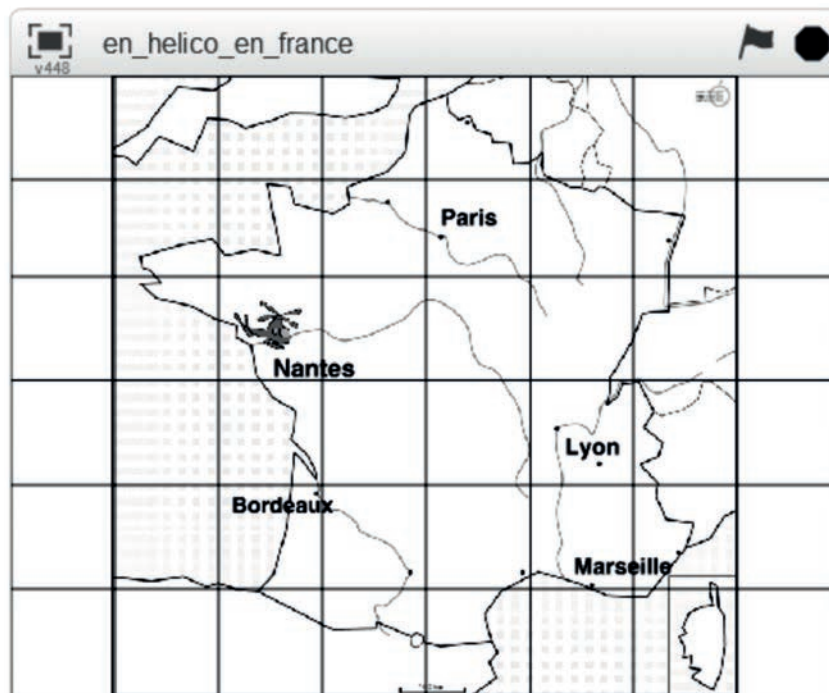 en_helico_en_france
v448
Paris
Nantes
Lyon
Bordeaux
Marseille